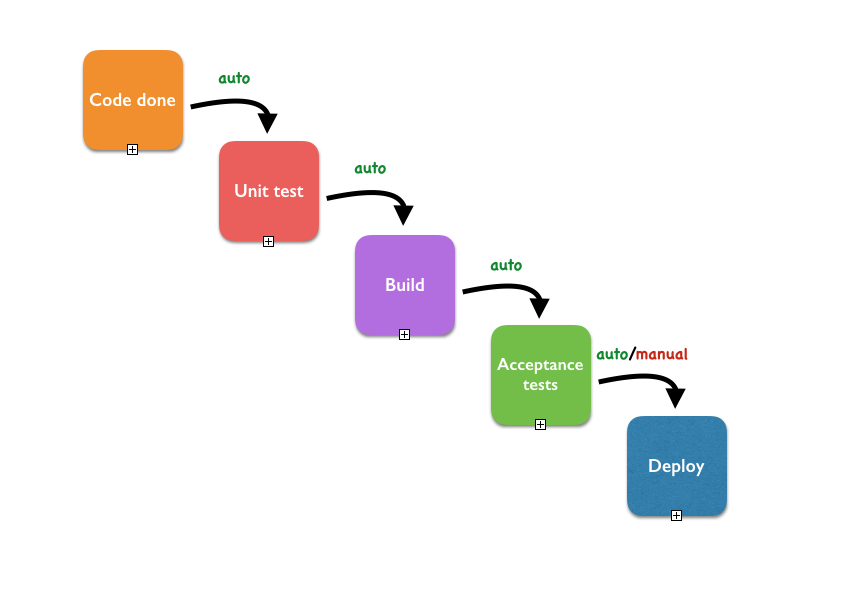 Code done
auto
Unit test
auto
Build
auto
Acceptance
tests
auto/manual
Deploy